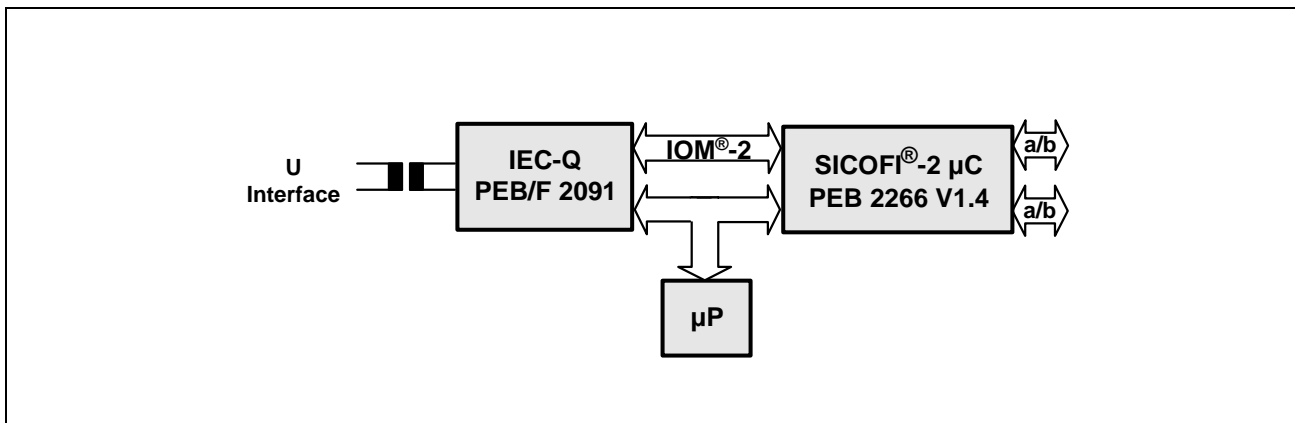 U
Interface
IEC-Q
PEB/F 2091
IOM®-2
SICOFI®-2 µC
PEB 2266 V1.4
a/b
a/b
µP